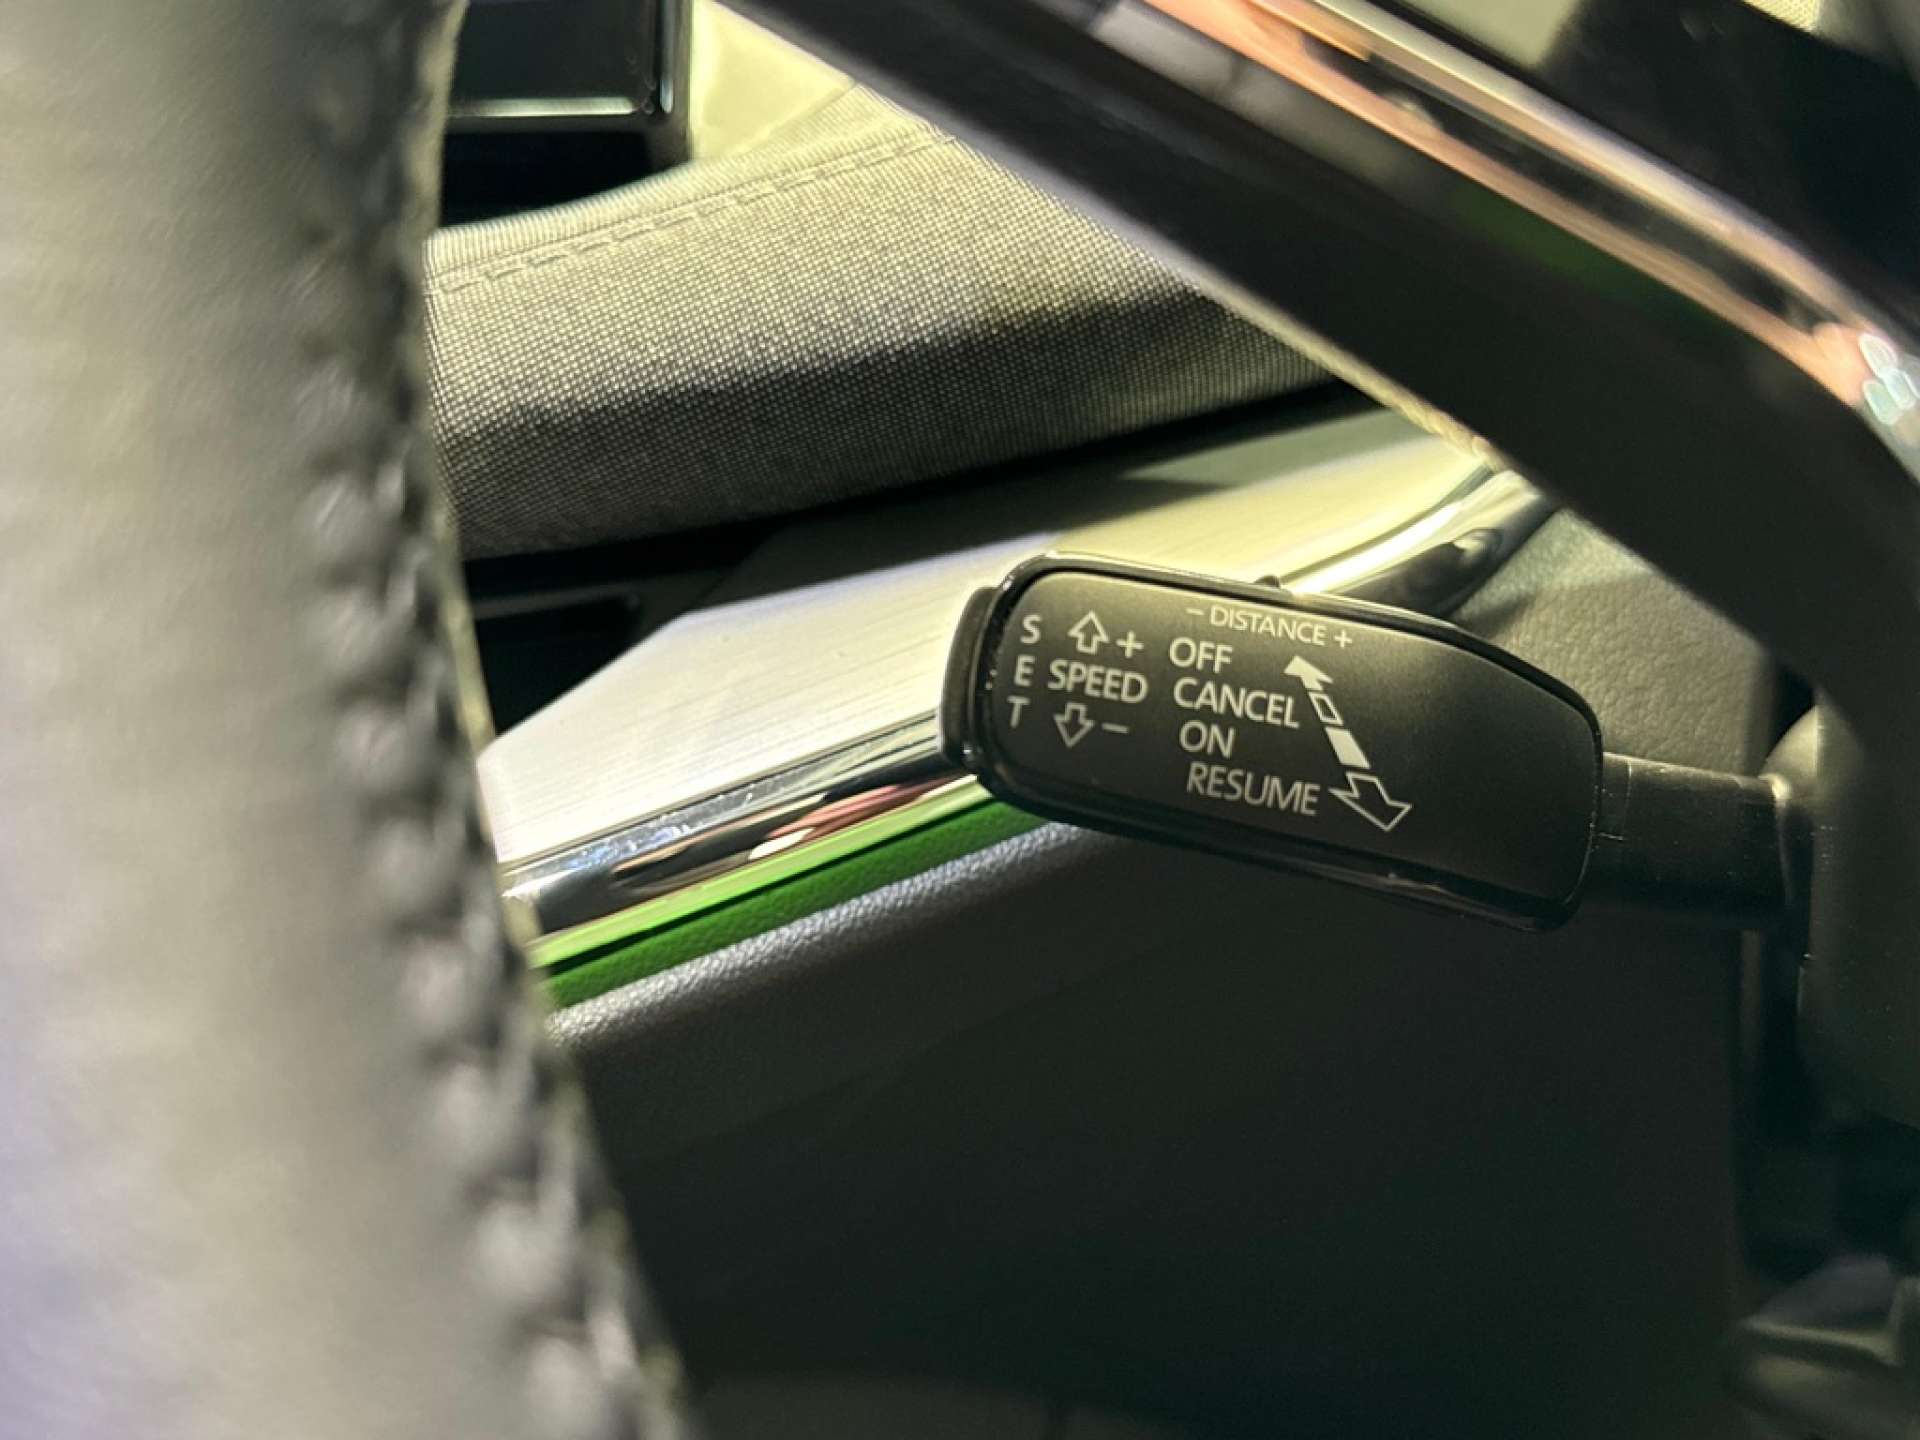 − DISTANCE +
S + OFF
E SPEED CANCEL
T − ON
RESUME